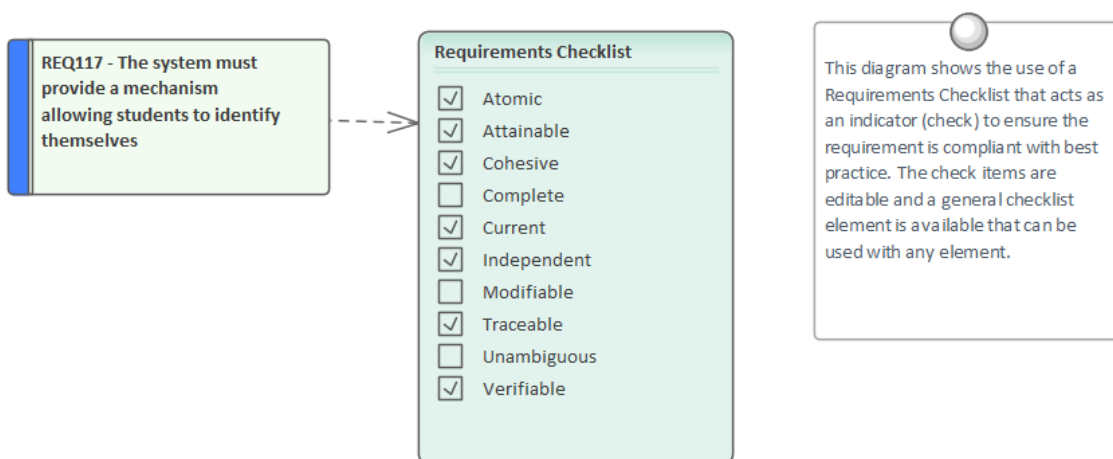 REQ117 - The system must
provide a mechanism
allowing students to identify
themselves
Requirements Checklist
Atomic
Attainable
Cohesive
Complete
Current
Independent
Modifiable
Traceable
Unambiguous
Verifiable
This diagram shows the use of a
Requirements Checklist that acts as
an indicator (check) to ensure the
requirement is compliant with best
practice. The check items are
editable and a general checklist
element is available that can be
used with any element.